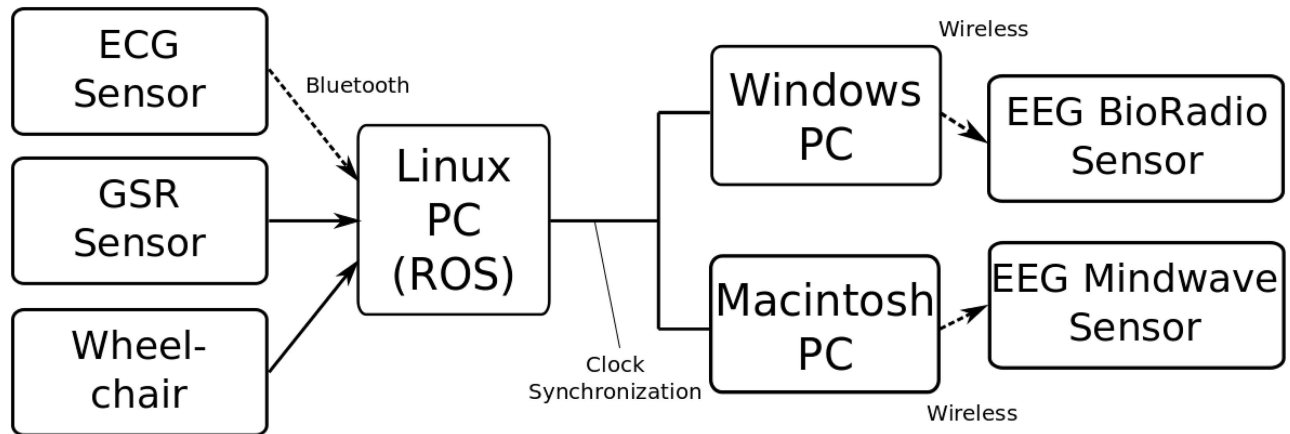 ECG
Sensor
Bluetooth
GSR
Sensor
Wheel-
chair
Linux
PC
(ROS)
Clock
Synchronization
Windows
PC
Wireless
EEG BioRadio
Sensor
Macintosh
PC
Wireless
EEG Mindwave
Sensor